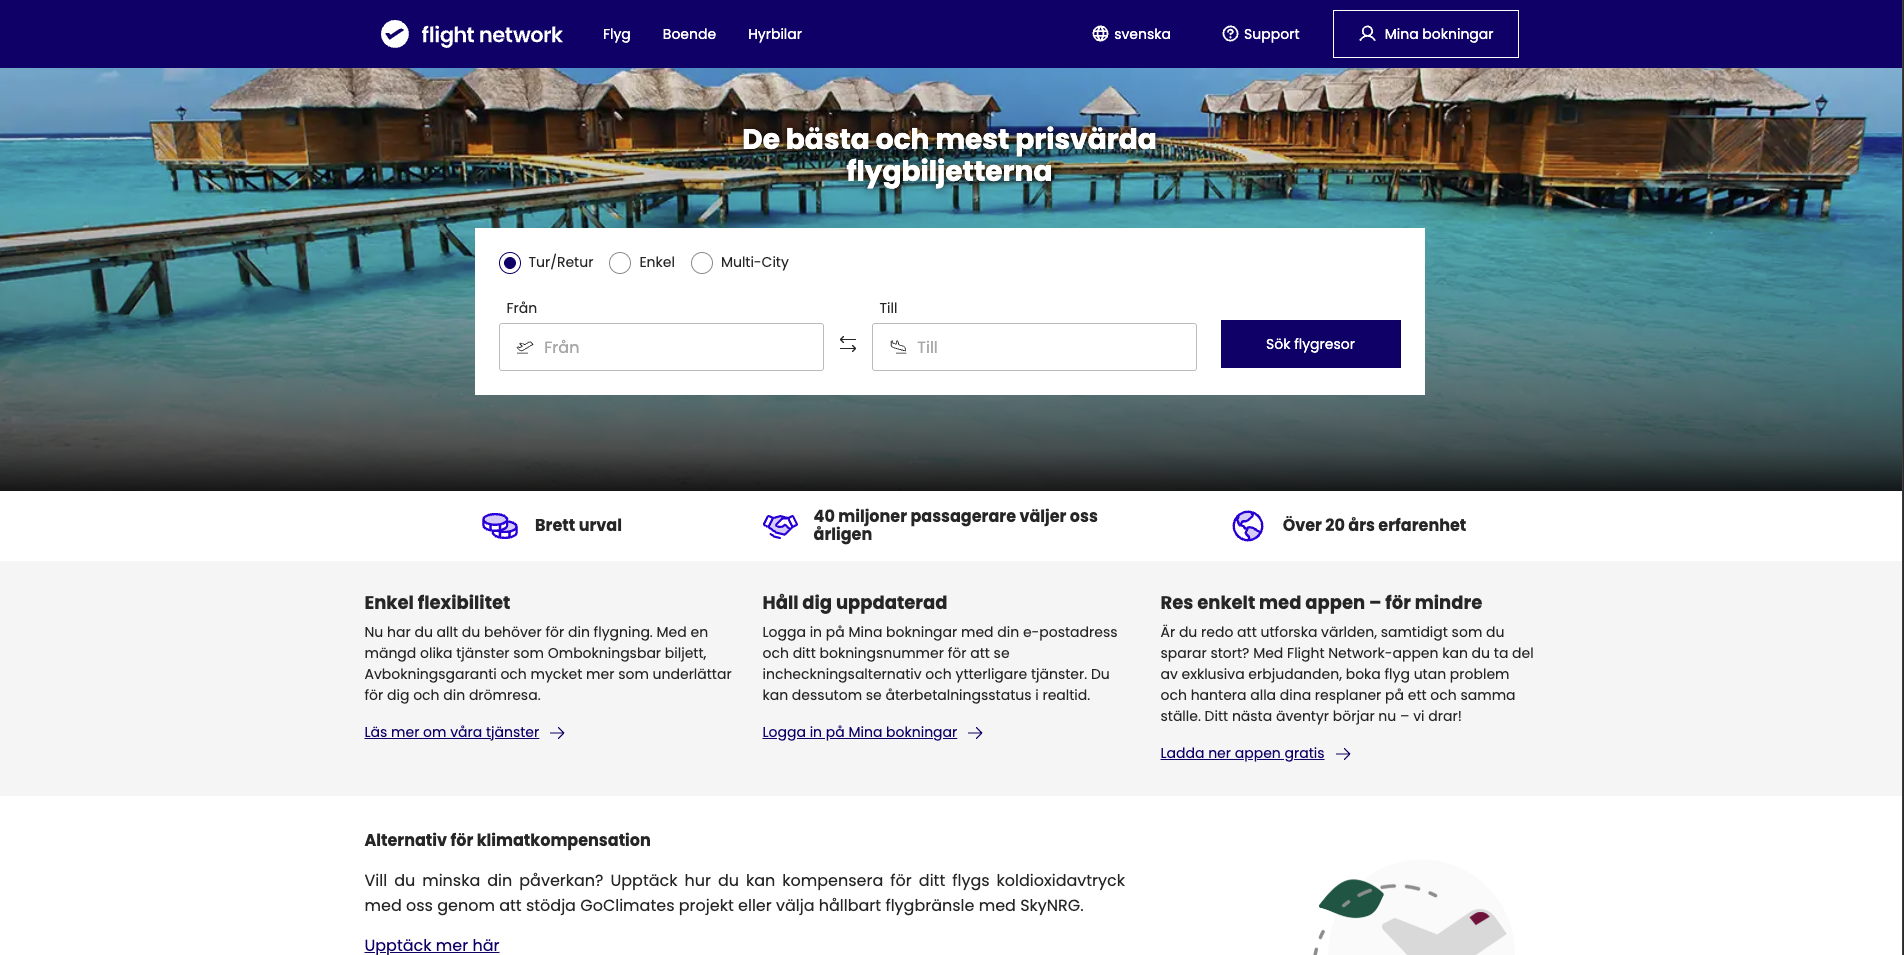 flight network
Flyg
Boende
Hyrbilar
svenska
Support
Mina bokningar
De bästa och mest prisvärda
flygbiljetterna
Tur/Retur
Enkel
Multi-City
Från
Till
Från
Till
Sök flygresor
Brett urval
40 miljoner passagerare väljer oss
årligen
Över 20 års erfarenhet
Enkel flexibilitet
Nu har du allt du behöver för din flygning. Med en
mängd olika tjänster som Ombokningsbar biljett,
Avbokningsgaranti och mycket mer som underlättar
för dig och din drömresa.
Läs mer om våra tjänster
Håll dig uppdaterad
Logga in på Mina bokningar med din e-postadress
och ditt bokningsnummer för att se
incheckningsalternativ och ytterligare tjänster. Du
kan dessutom se återbetalningsstatus i realtid.
Logga in på Mina bokningar
Res enkelt med appen – för mindre
Är du redo att utforska världen, samtidigt som du
sparar stort? Med Flight Network-appen kan du ta del
av exklusiva erbjudanden, boka flyg utan problem
och hantera alla dina resplaner på ett och samma
ställe. Ditt nästa äventyr börjar nu – vi drar!
Ladda ner appen gratis
Alternativ för klimatkompensation
Vill du minska din påverkan? Upptäck hur du kan kompensera för ditt flygs koldioxidavtryck
med oss genom att stödja GoClimates projekt eller välja hållbart flygbränsle med SkyNRG.
Upptäck mer här